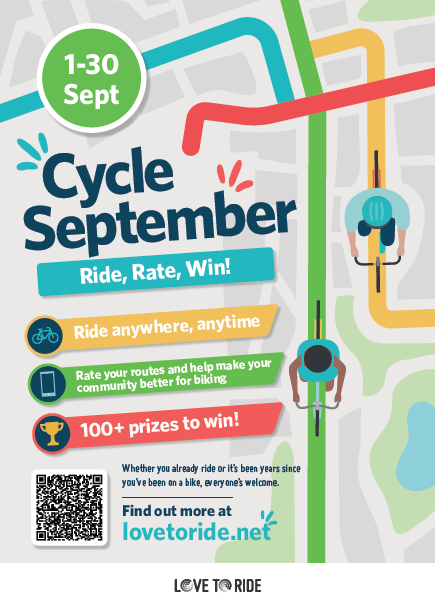 1-30
Sept
Cycle
September
Ride, Rate, Win!
Ride anywhere, anytime
Rate your routes and help make your
community better for biking
100+ prizes to win!
Whether you already ride or it's been years since
you've been on a bike, everyone's welcome.
Find out more at
lovetoride.net
LOVE TO RIDE